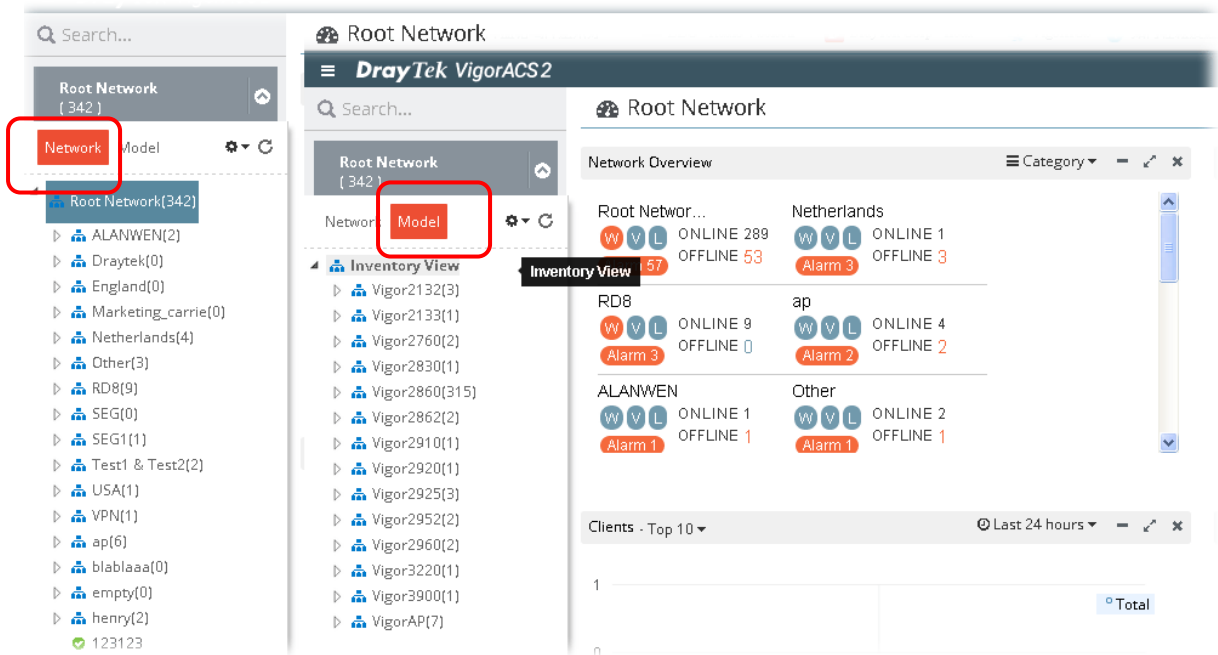 Search...
Root Network
Root Network
(342)
Network Model
Root Network(342)
ALANWEN(2)
Draytek(0)
England(0)
Marketing_carrie(0)
Netherlands(4)
Other(3)
RD8(9)
SEG(0)
SEG1(1)
Test1 & Test2(2)
USA(1)
VPN(1)
ap(6)
blablaaa(0)
empty(0)
henry(2)
123123
DrayTek VigorACS2
Search...
Root Network
Root Network
(342)
Network Model
Inventory View
Inventory View
Vigor2132(3)
Vigor2133(1)
Vigor2760(2)
Vigor2830(1)
Vigor2860(315)
Vigor2862(2)
Vigor2910(1)
Vigor2920(1)
Vigor2925(3)
Vigor2952(2)
Vigor2960(2)
Vigor3220(1)
Vigor3900(1)
VigorAP(7)
Network Overview Category
Root Networ...
W V L ONLINE 289
57 OFFLINE 53
Netherlands
W V L ONLINE 1
Alarm 3 OFFLINE 3
RD8
W V L ONLINE 9
Alarm 3 OFFLINE 0
ap
W V L ONLINE 4
Alarm 2 OFFLINE 2
ALANWEN
W V L ONLINE 1
Alarm 1 OFFLINE 1
Other
W V L ONLINE 2
Alarm 1 OFFLINE 1
Clients - Top 10 Last 24 hours
1
Total
0